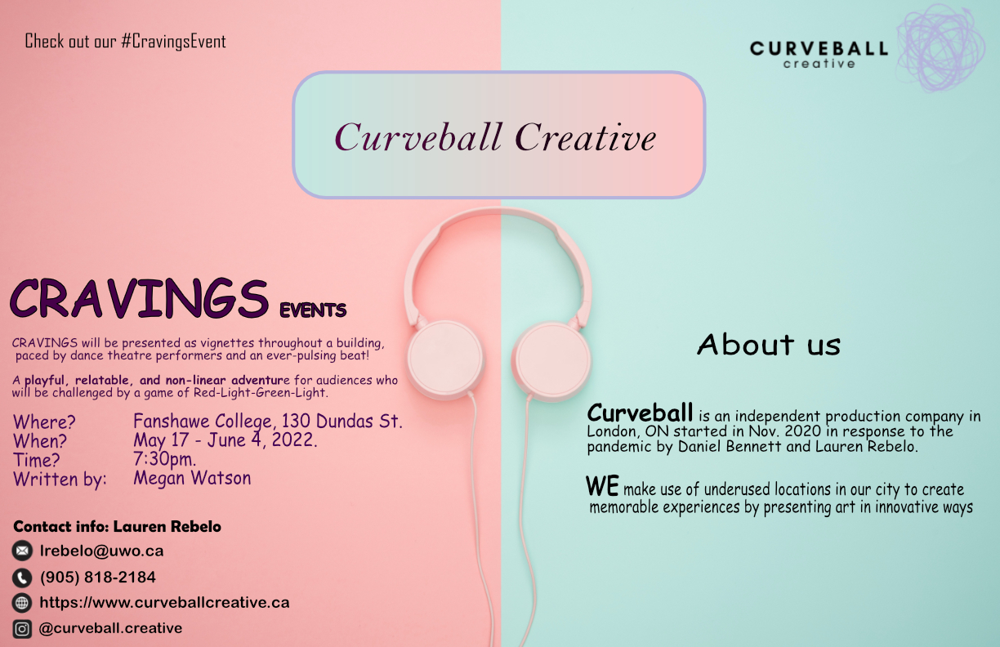 Check out our #CravingsEvent
CURVEBALL
creative
Curveball Creative
CRAVINGS EVENTS
CRAVINGS will be presented as vignettes throughout a building,
paced by dance theatre performers and an ever-pulsing beat!
A playful, relatable, and non-linear adventure for audiences who
will be challenged by a game of Red-Light-Green-Light.
Where? Fanshawe College, 130 Dundas St.
When? May 17 - June 4, 2022.
Time? 7:30pm.
Written by: Megan Watson
Contact info: Lauren Rebelo
lrebelo@uwo.ca
(905) 818-2184
https://www.curveballcreative.ca
@curveball.creative
About us
Curveball is an independent production company in
London, ON started in Nov. 2020 in response to the
pandemic by Daniel Bennett and Lauren Rebelo.
WE make use of underused locations in our city to create
memorable experiences by presenting art in innovative ways